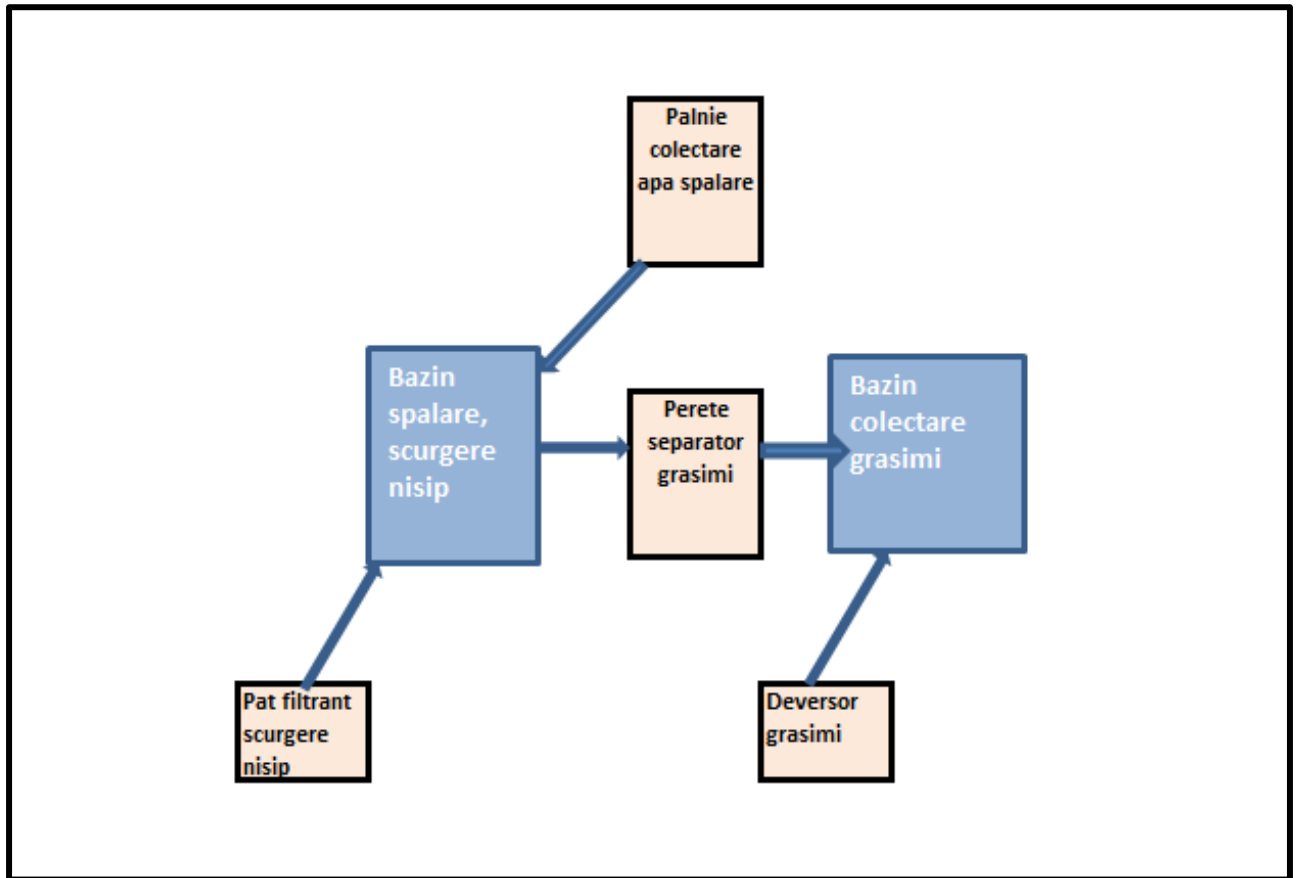 Palnie
colectare
apa spalare
Bazin
spalare,
scurgere
nisip
Perete
separator
grasimi
Bazin
colectare
grasimi
Pat filtrant
scurgere
nisip
Deversor
grasimi